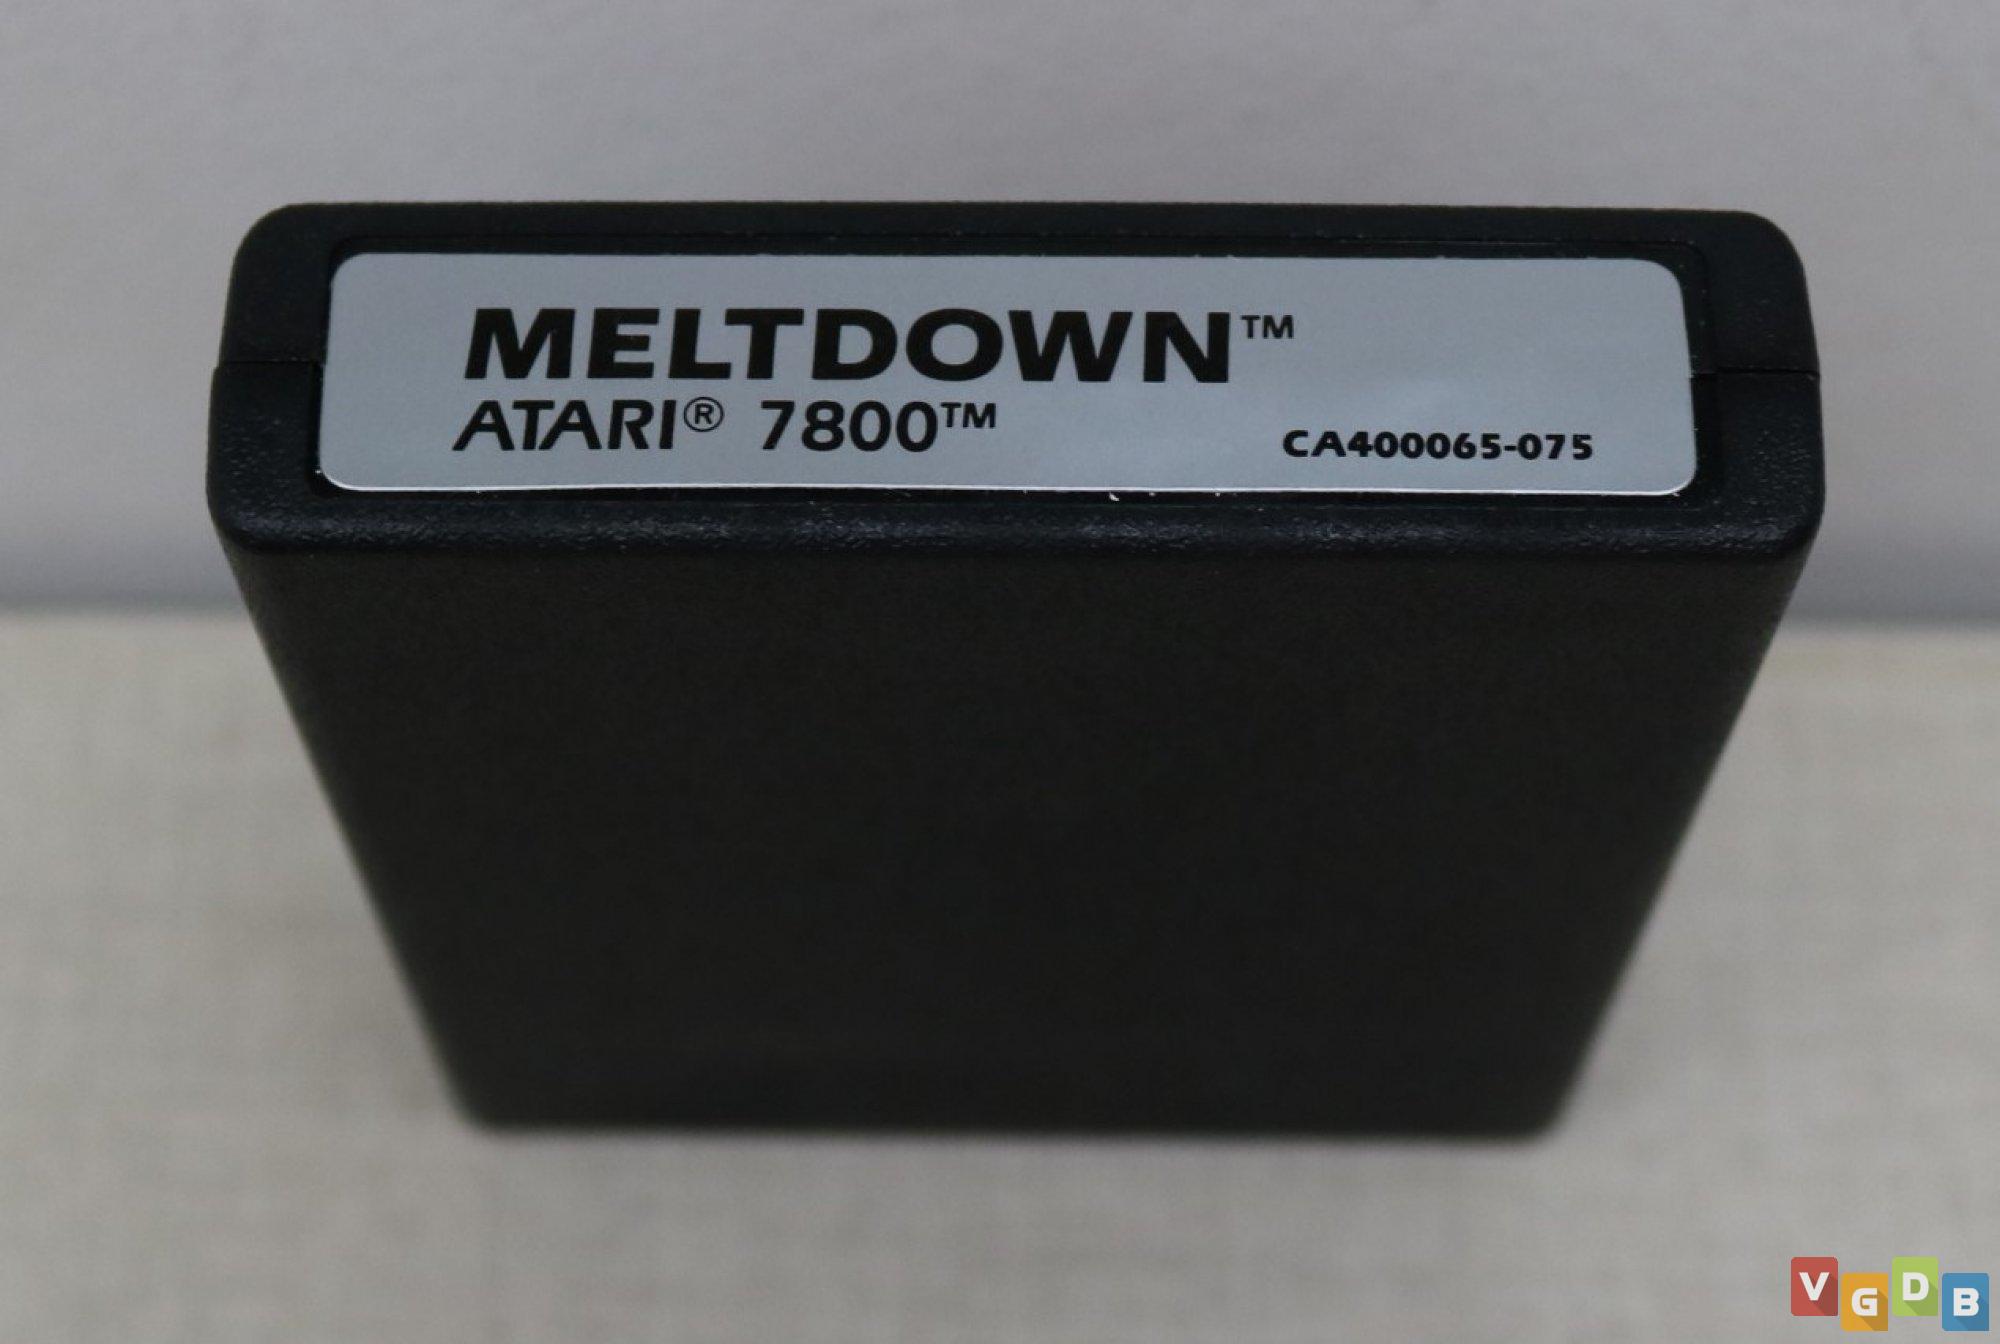 MELTDOWN™
ATARI® 7800™
CA400065-075
VGDB